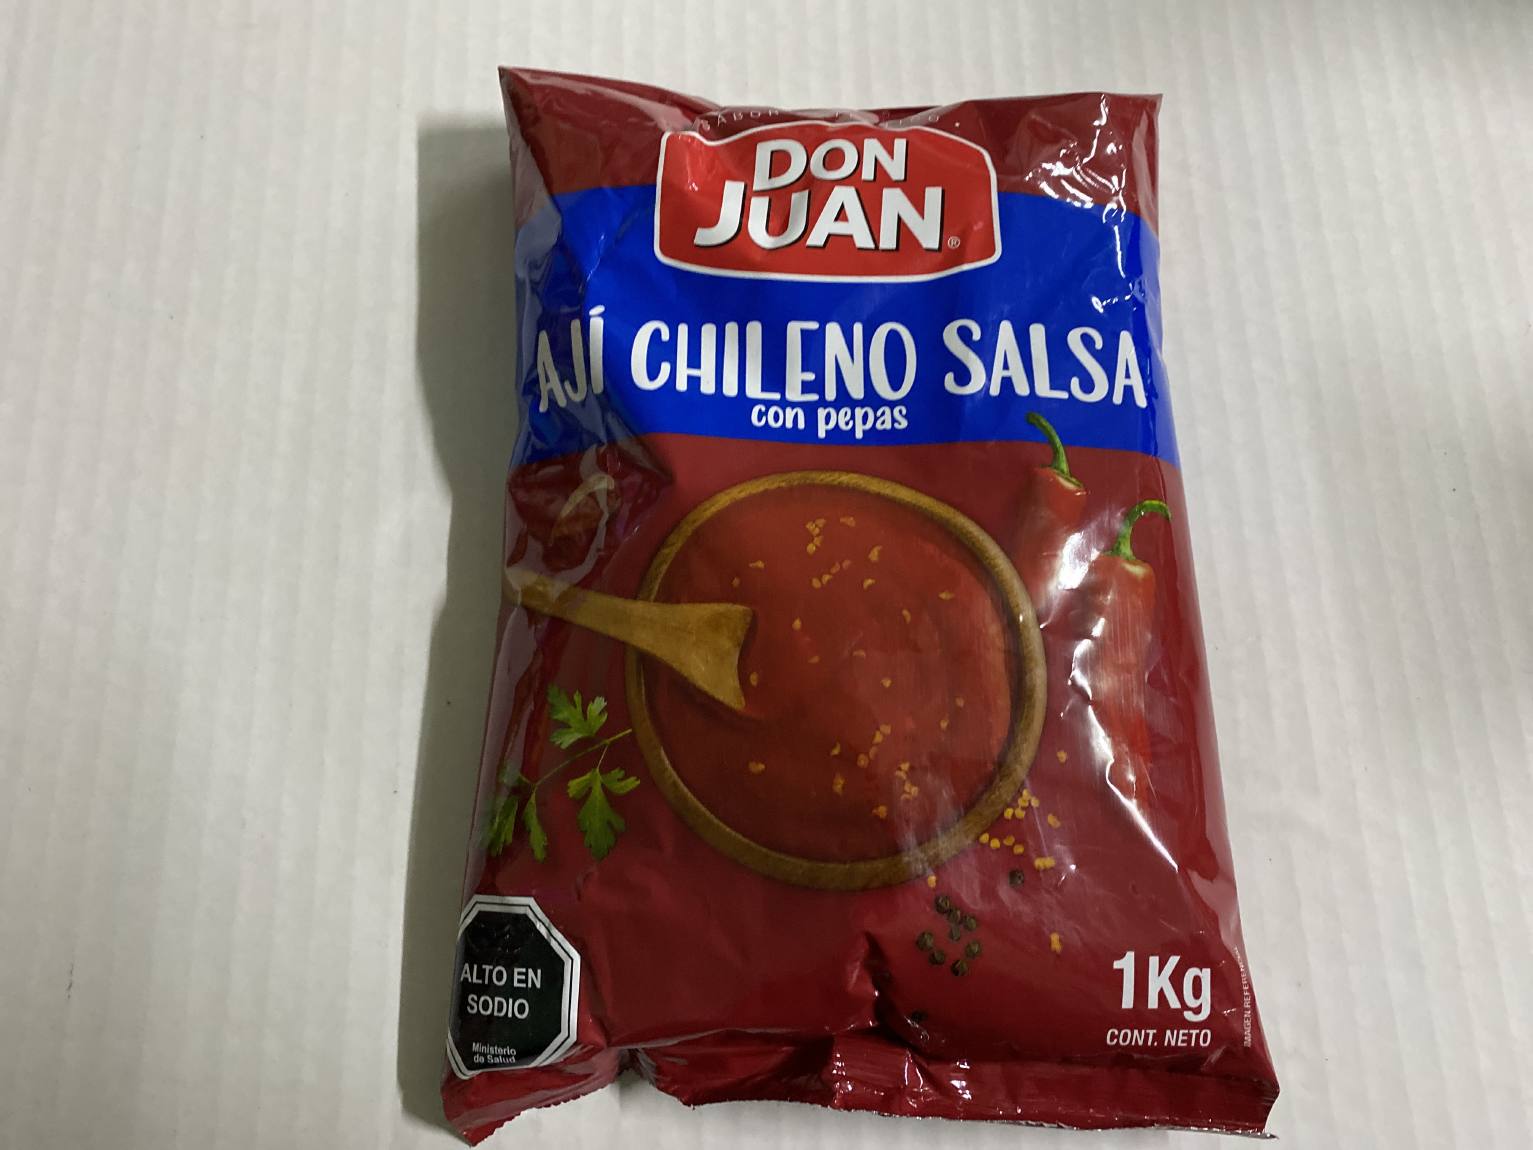 DON
JUAN
®
AJÍ CHILENO SALSA
con pepas
ALTO EN
SODIO
Ministerio
de Salud
1Kg
CONT. NETO